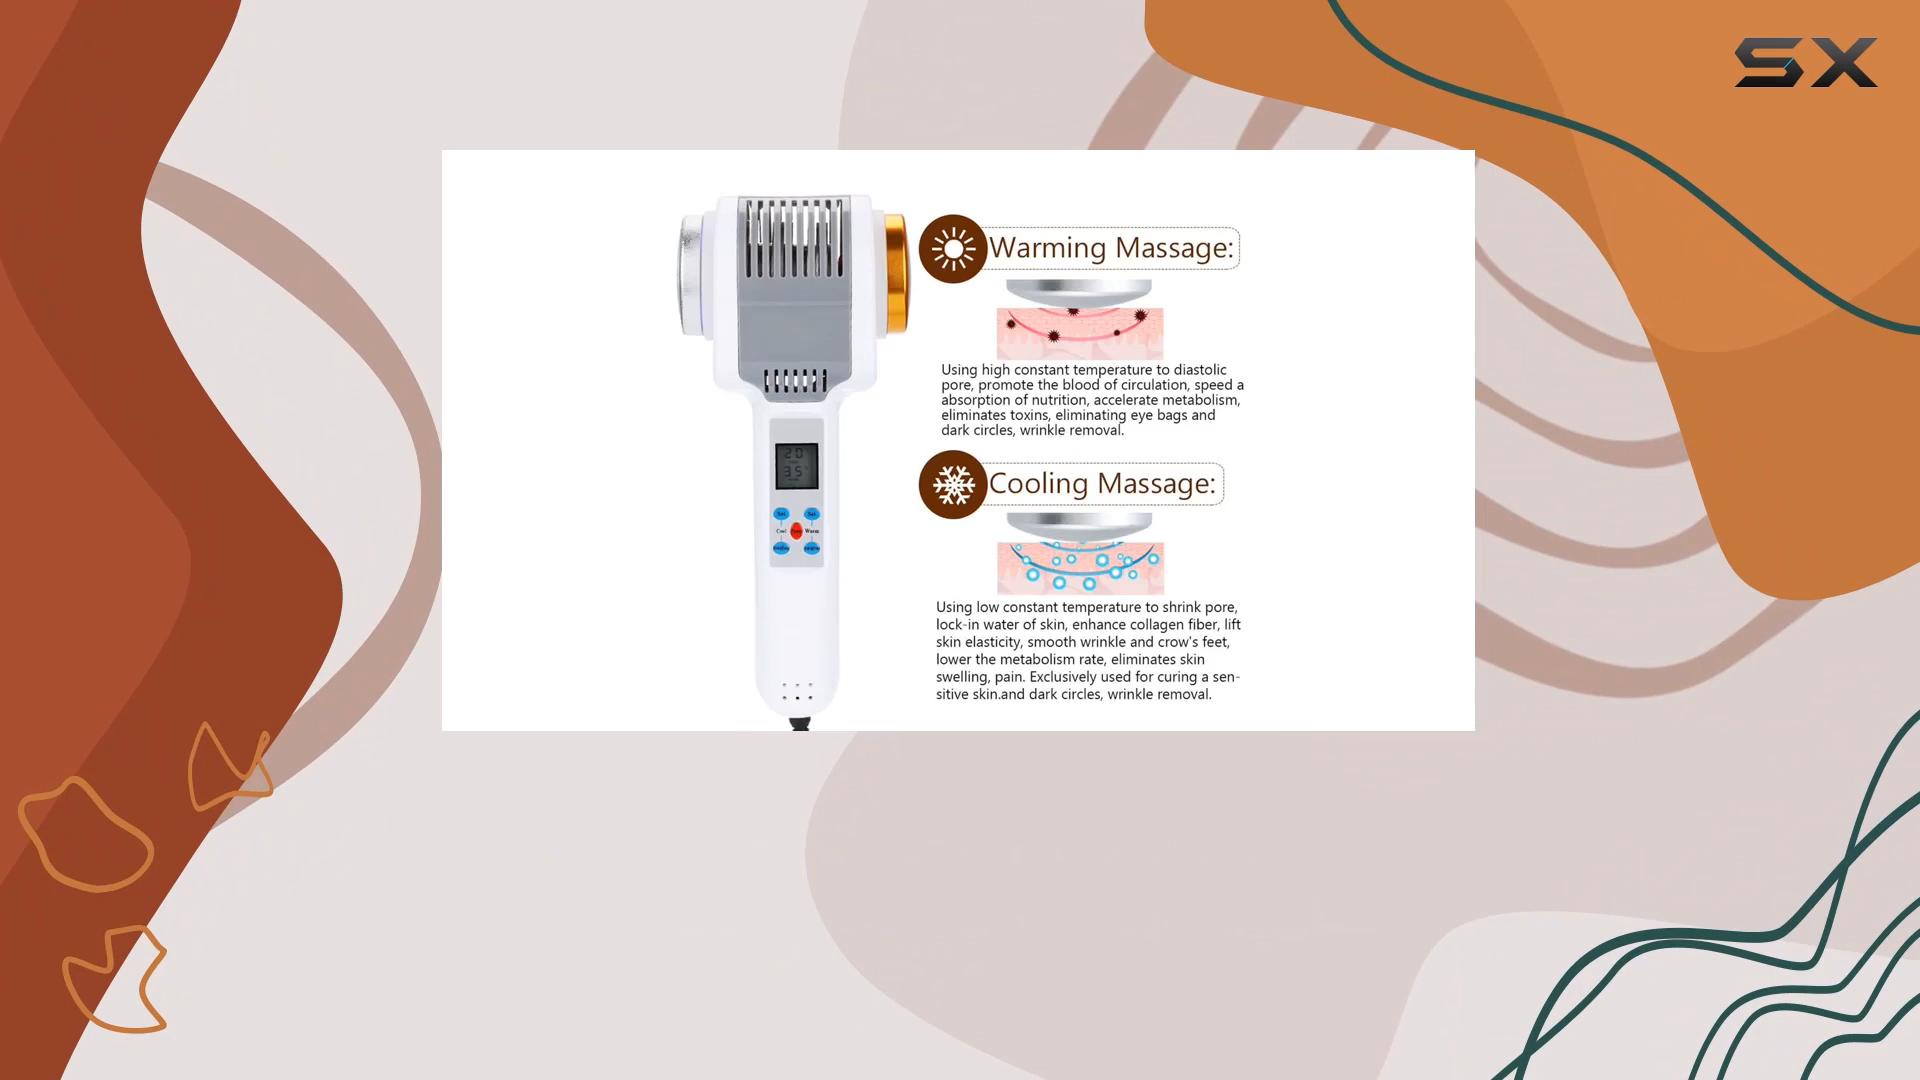 SX
Warming Massage:
Using high constant temperature to diastolic
pore, promote the blood of circulation, speed a
absorption of nutrition, accelerate metabolism,
eliminates toxins, eliminating eye bags and
dark circles, wrinkle removal.
20
35
Cool Warm
Cooling Massage:
Using low constant temperature to shrink pore,
lock-in water of skin, enhance collagen fiber, lift
skin elasticity, smooth wrinkle and crow's feet,
lower the metabolism rate, eliminates skin
swelling, pain. Exclusively used for curing a sen-
sitive skin.and dark circles, wrinkle removal.